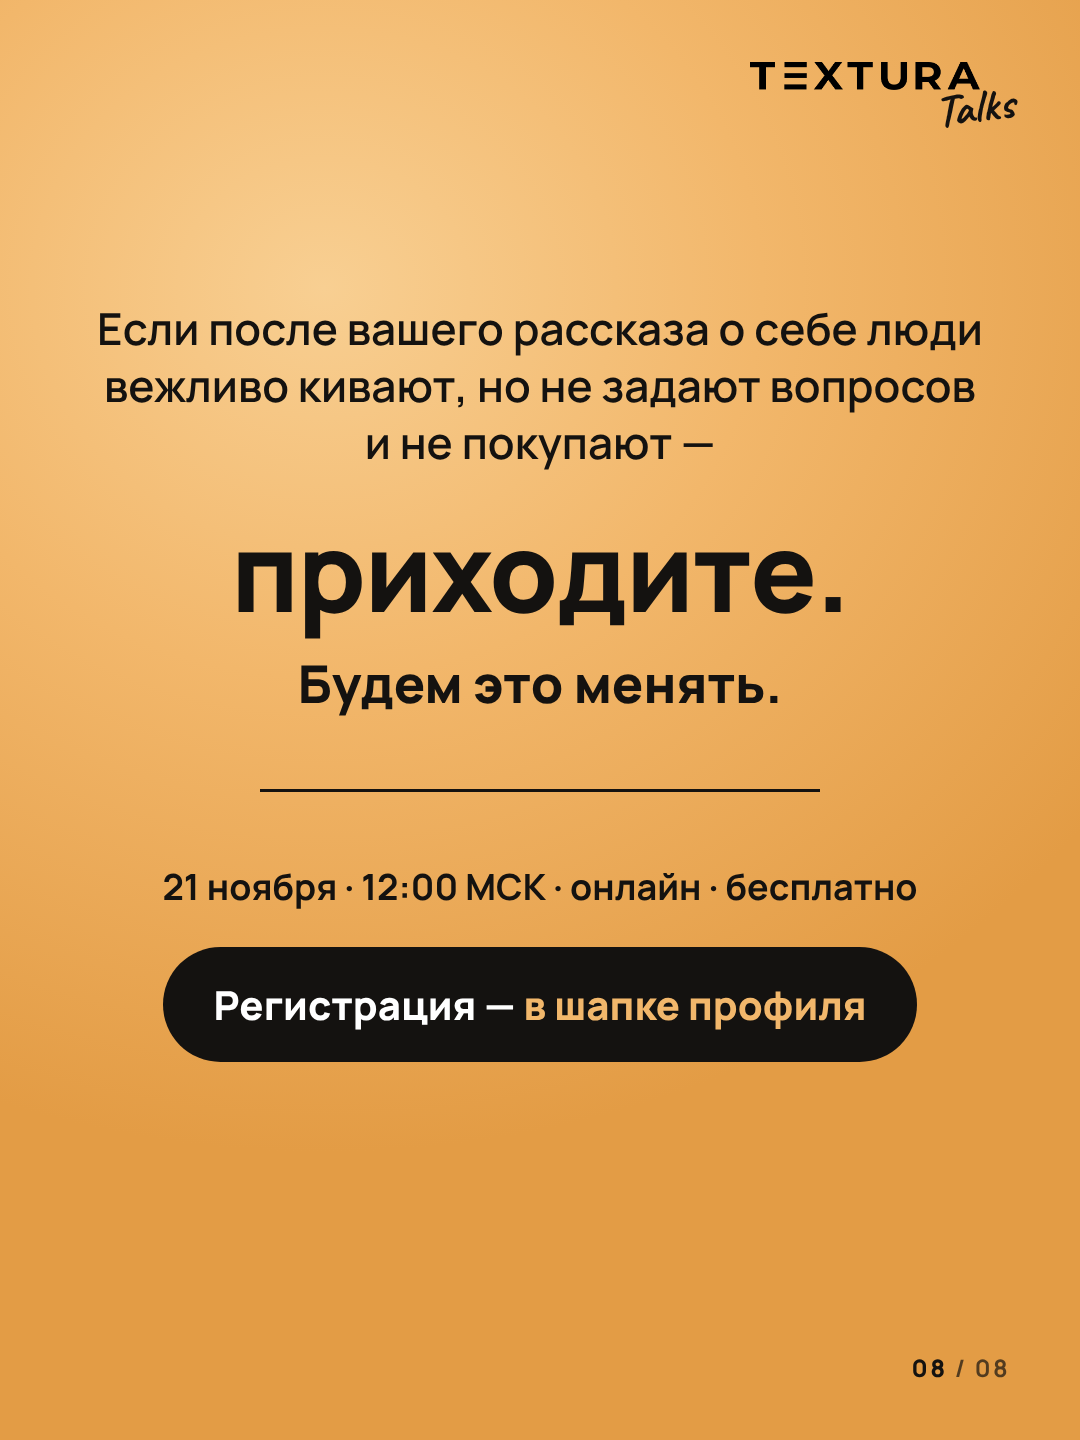 TEXTURA
Talks
Если после вашего рассказа о себе люди
вежливо кивают, но не задают вопросов
и не покупают —
приходите.
Будем это менять.
21 ноября · 12:00 МСК · онлайн · бесплатно
Регистрация — в шапке профиля
08 / 08